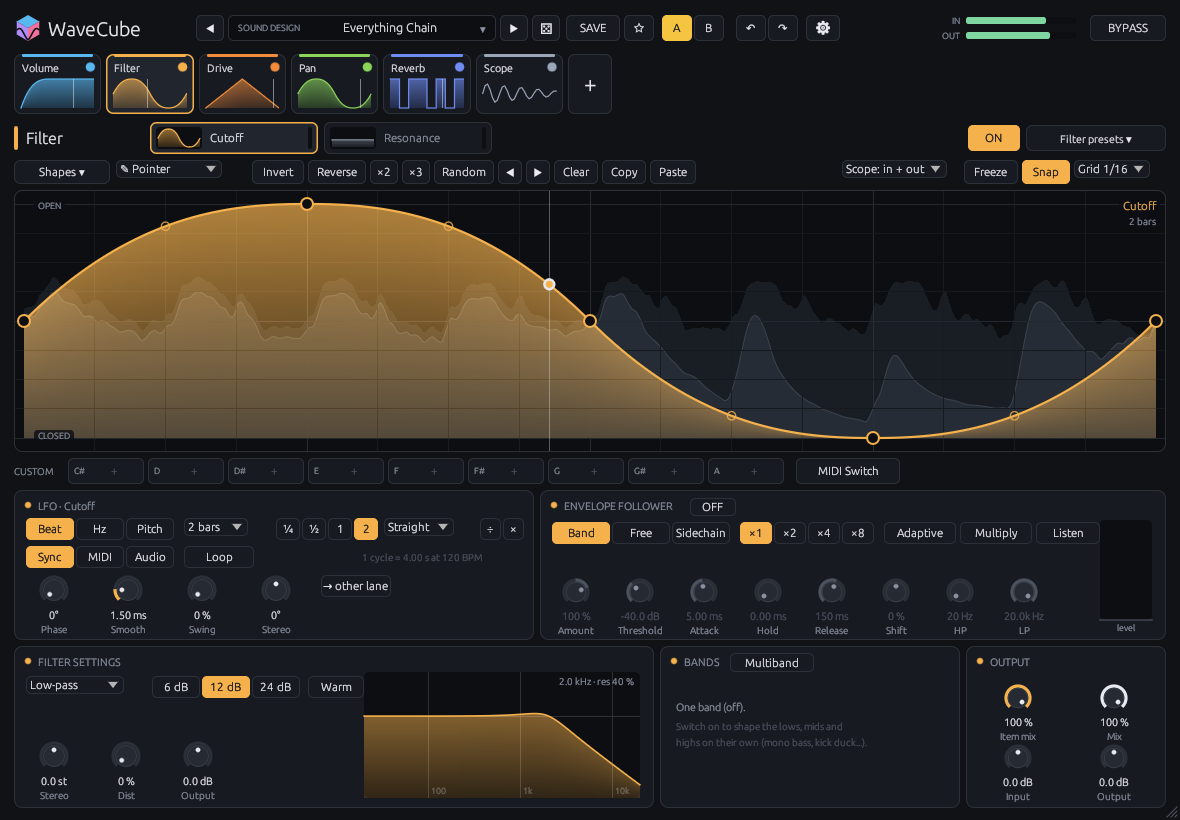 WaveCube
SOUND DESIGN Everything Chain
SAVE
A B
IN
OUT
BYPASS
Volume Filter Drive Pan Reverb Scope +
Filter Cutoff Resonance ON Filter presets ▾
Shapes ▾ ✎ Pointer Invert Reverse ×2 ×3 Random Clear Copy Paste Scope: in + out Freeze Snap Grid 1/16
OPEN
Cutoff
2 bars
CLOSED
CUSTOM C# + D + D# + E + F + F# + G + G# + A + MIDI Switch
LFO · Cutoff
Beat Hz Pitch 2 bars ¼ ½ 1 2 Straight ÷ ×
Sync MIDI Audio Loop 1 cycle = 4.00 s at 120 BPM
→ other lane
0° 1.50 ms 0 % 0°
Phase Smooth Swing Stereo
ENVELOPE FOLLOWER OFF
Band Free Sidechain ×1 ×2 ×4 ×8 Adaptive Multiply Listen
100 % -40.0 dB 5.00 ms 0.00 ms 150 ms 0 % 20 Hz 20.0k Hz
Amount Threshold Attack Hold Release Shift HP LP level
FILTER SETTINGS
Low-pass 6 dB 12 dB 24 dB Warm 2.0 kHz · res 40 %
0.0 st 0 % 0.0 dB
Stereo Dist Output
100 1k 10k
BANDS Multiband
One band (off).
Switch on to shape the lows, mids and
highs on their own (mono bass, kick duck...).
OUTPUT
100 % 100 %
Item mix Mix
0.0 dB 0.0 dB
Input Output